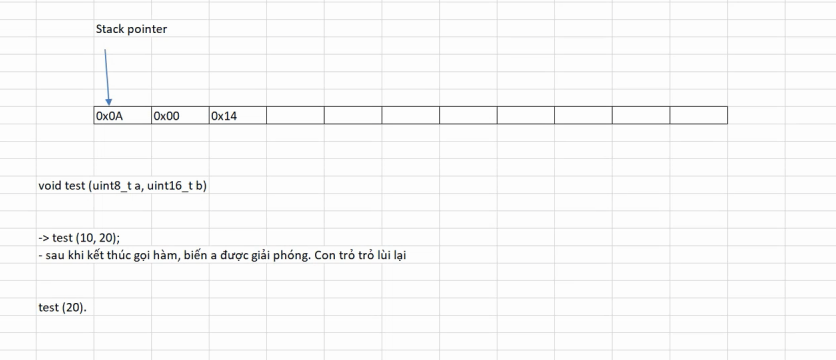 Stack pointer
0x0A 0x00 0x14
void test (uint8_t a, uint16_t b)
-> test (10, 20);
- sau khi kết thúc gọi hàm, biến a được giải phóng. Con trỏ trỏ lùi lại
test (20).